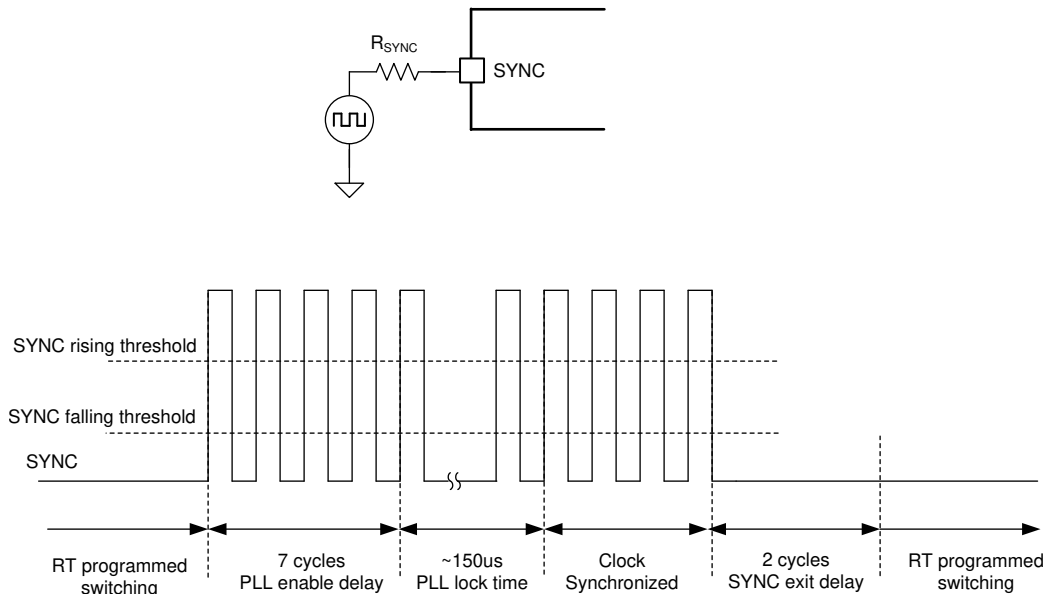 RSYNC
SYNC
SYNC rising threshold
SYNC falling threshold
SYNC
RT programmed
switching
7 cycles
PLL enable delay
~150us
PLL lock time
Clock
Synchronized
2 cycles
SYNC exit delay
RT programmed
switching